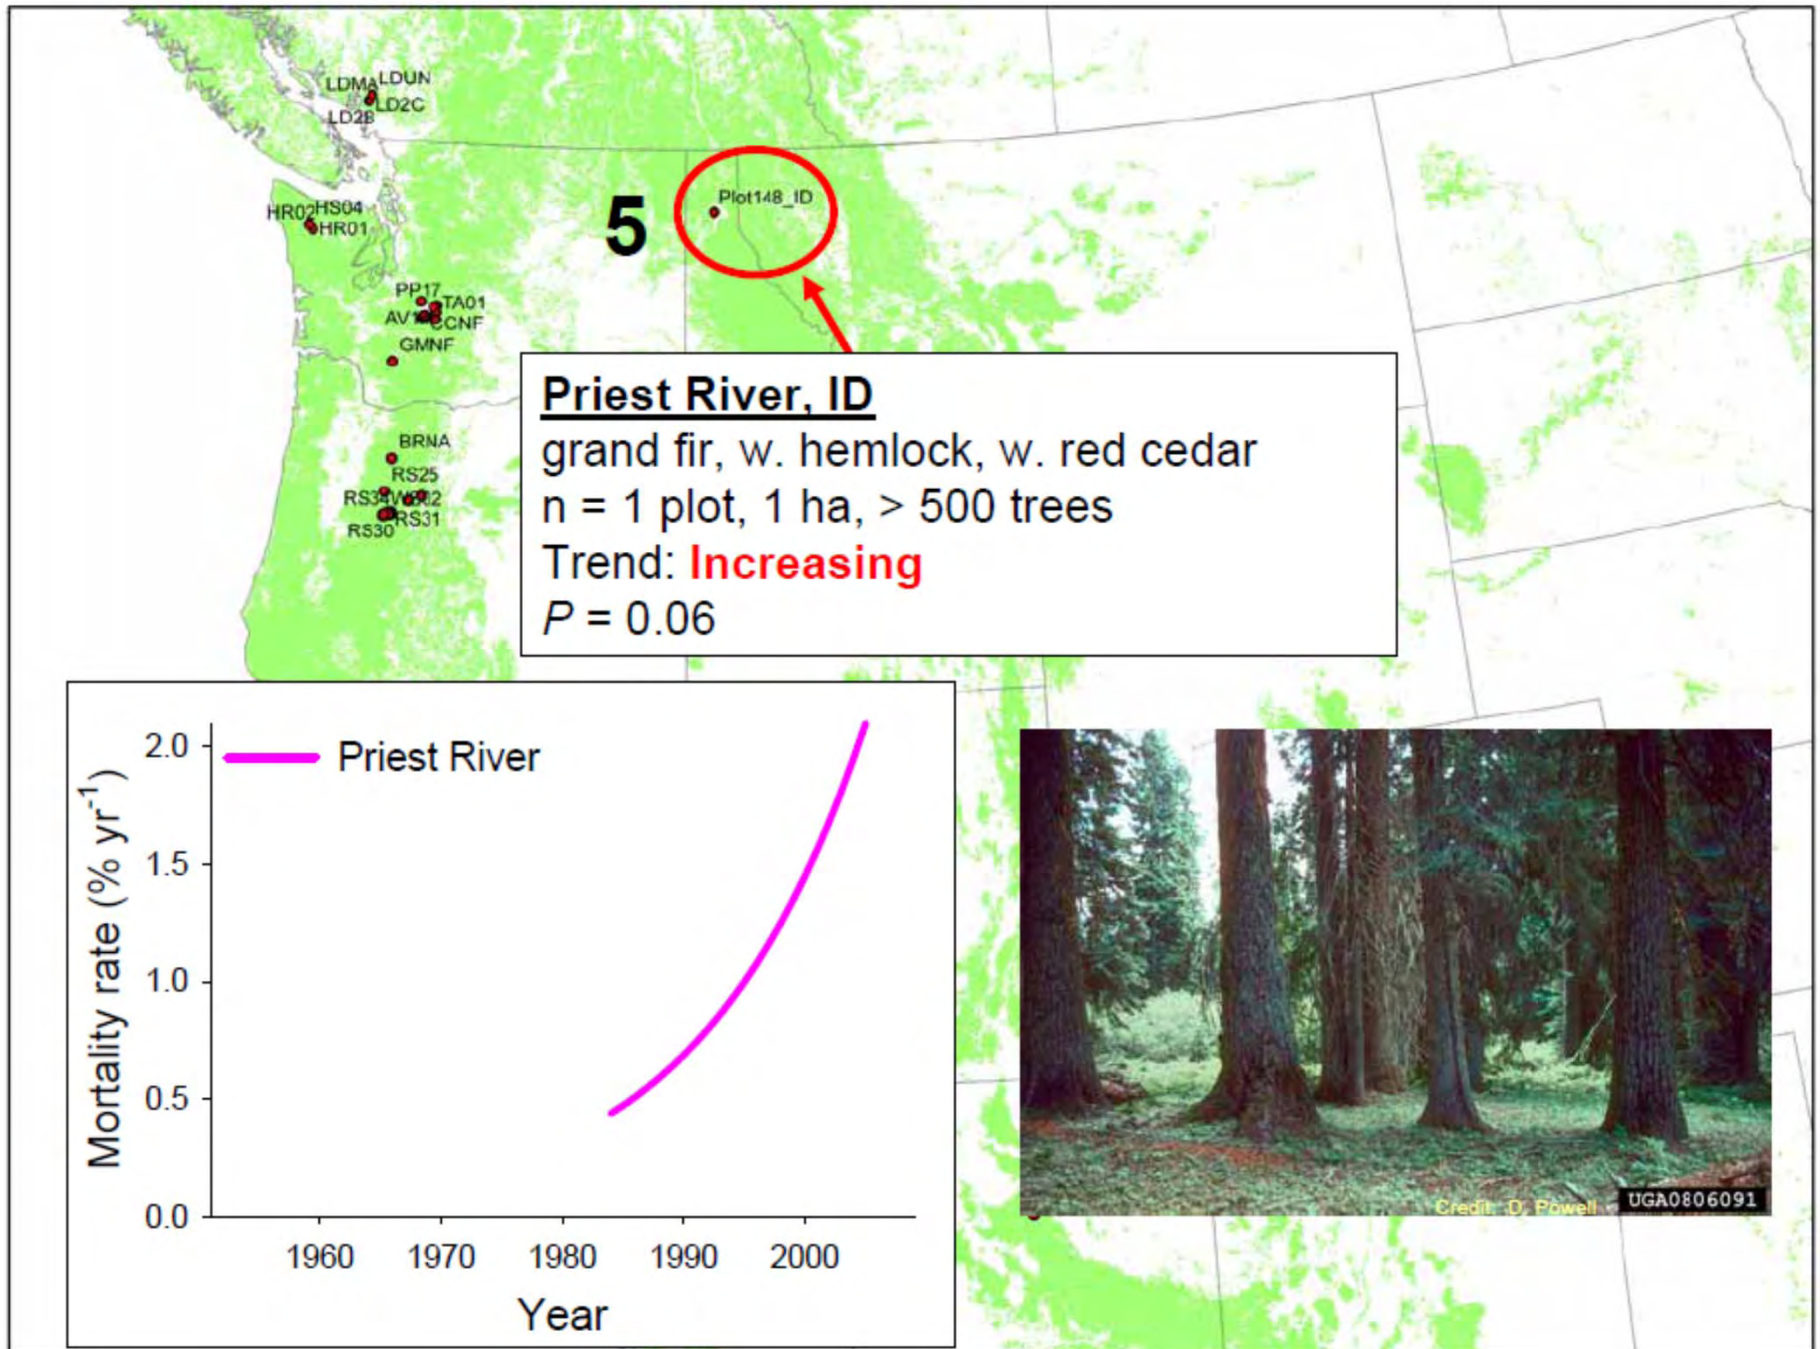 LDMA LDUN
LD2C
LD2B
Plot148_ID
HR02 HS04
HR01
5
PP17
TA01
CCNF
GMNF
BRNA
RS25
RS34
RS31
RS30
Priest River, ID
grand fir, w. hemlock, w. red cedar
n = 1 plot, 1 ha, > 500 trees
Trend: Increasing
P = 0.06
Priest River
Mortality rate (% yr⁻¹)
2.0
1.5
1.0
0.5
0.0
1960 1970 1980 1990 2000
Year
Credit: D. Powell
UGA0806091